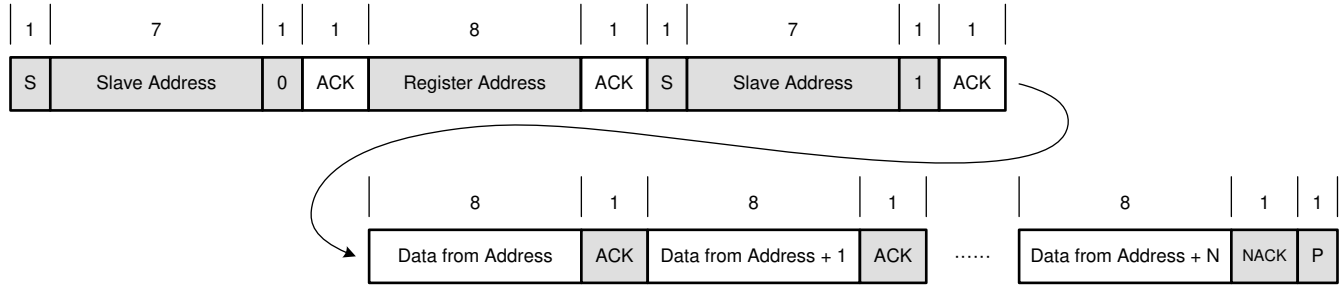 1 7 1 1 8 1 1 7 1 1
S Slave Address 0 ACK Register Address ACK S Slave Address 1 ACK
8 1 8 1 8 1 1
Data from Address ACK Data from Address + 1 ACK ...... Data from Address + N NACK P